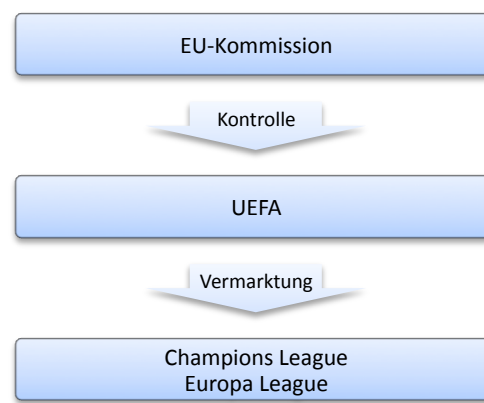 EU-Kommission
Kontrolle
UEFA
Vermarktung
Champions League
Europa League